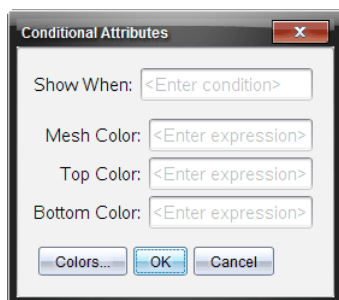 Conditional Attributes
Show When: <Enter condition>
Mesh Color: <Enter expression>
Top Color: <Enter expression>
Bottom Color: <Enter expression>
Colors... OK Cancel